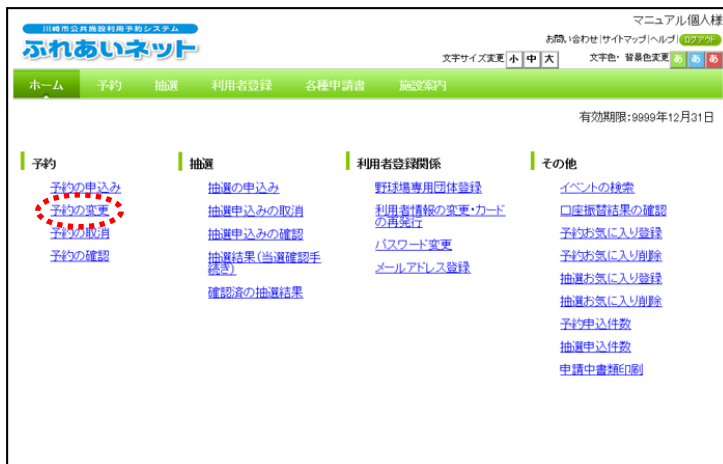 マニュアル個人様
川崎市公共施設利用予約システム
ふれあいネット
お問い合わせ|サイトマップ|ヘルプ|ログアウト
文字サイズ変更 小 中 大 文字色・背景色変更 あ あ あ
ホーム 予約 抽選 利用者登録 各種申請書 施設案内
有効期限:9999年12月31日
予約
予約の申込み
予約の変更
予約の取消
予約の確認
抽選
抽選の申込み
抽選申込みの取消
抽選申込みの確認
抽選結果(当選確認手
続き)
確認済の抽選結果
利用者登録関係
野球場専用団体登録
利用者情報の変更・カード
の再発行
パスワード変更
メールアドレス登録
その他
イベントの検索
口座振替結果の確認
予約お気に入り登録
予約お気に入り削除
抽選お気に入り登録
抽選お気に入り削除
予約申込件数
抽選申込件数
申請中書類印刷